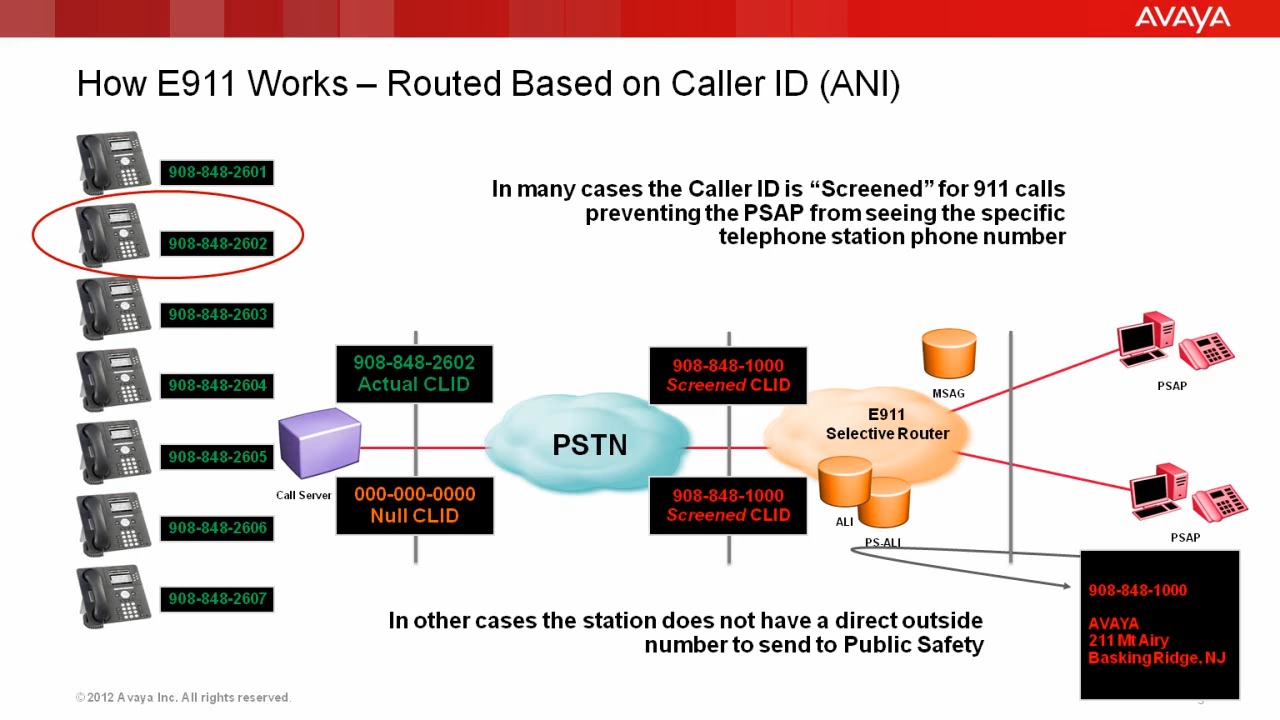 AVAYA
How E911 Works – Routed Based on Caller ID (ANI)
908-848-2601
In many cases the Caller ID is “Screened” for 911 calls
preventing the PSAP from seeing the specific
telephone station phone number
908-848-2602
908-848-2603
908-848-2604
908-848-2605
908-848-2606
908-848-2607
Call Server
908-848-2602
Actual CLID
000-000-0000
Null CLID
PSTN
908-848-1000
Screened CLID
908-848-1000
Screened CLID
MSAG
E911
Selective Router
ALI
PS-ALI
PSAP
PSAP
908-848-1000
AVAYA
211 Mt Airy
Basking Ridge, NJ
In other cases the station does not have a direct outside
number to send to Public Safety
© 2012 Avaya Inc. All rights reserved.